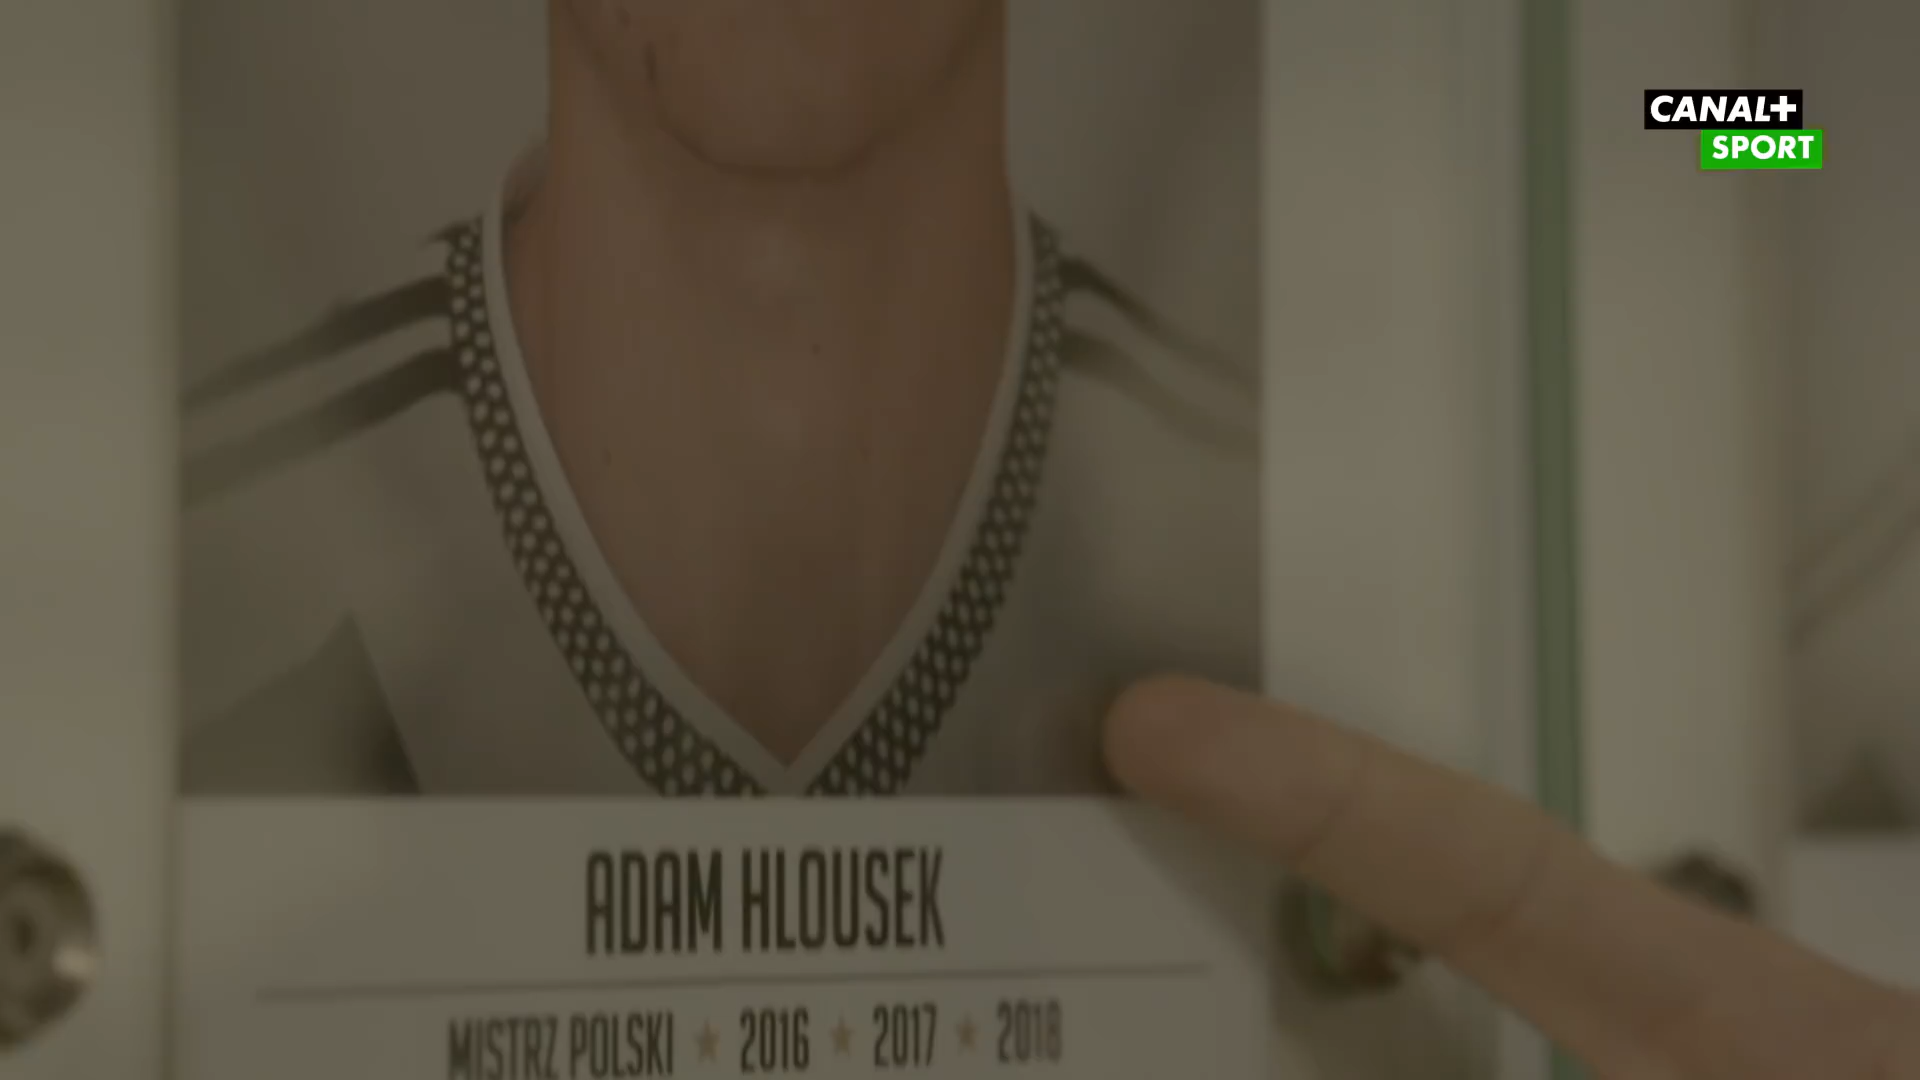 CANAL+
SPORT
ADAM HLOUSEK
MISTRZ POLSKI ★ 2016 ★ 2017 ★ 2018